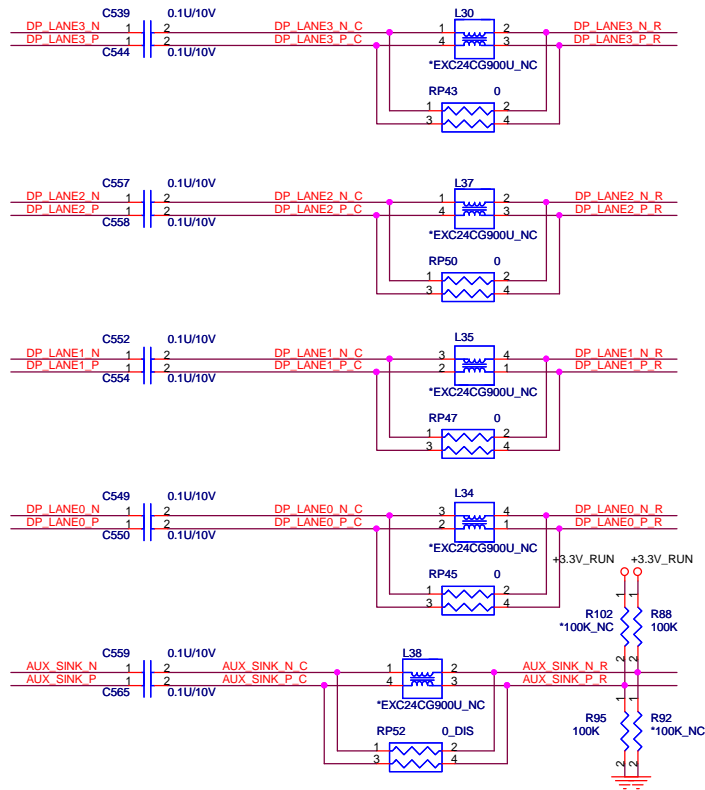 C539 0.1U/10V L30
DP_LANE3_N 1 2 DP_LANE3_N_C 1 2 DP_LANE3_N_R
DP_LANE3_P 1 2 DP_LANE3_P_C 4 3 DP_LANE3_P_R
C544 0.1U/10V *EXC24CG900U_NC
RP43 0
1 2
3 4
C557 0.1U/10V L37
DP_LANE2_N 1 2 DP_LANE2_N_C 1 2 DP_LANE2_N_R
DP_LANE2_P 1 2 DP_LANE2_P_C 4 3 DP_LANE2_P_R
C558 0.1U/10V *EXC24CG900U_NC
RP50 0
1 2
3 4
C552 0.1U/10V L35
DP_LANE1_N 1 2 DP_LANE1_N_C 3 4 DP_LANE1_N_R
DP_LANE1_P 1 2 DP_LANE1_P_C 2 1 DP_LANE1_P_R
C554 0.1U/10V *EXC24CG900U_NC
RP47 0
1 2
3 4
C549 0.1U/10V L34
DP_LANE0_N 1 2 DP_LANE0_N_C 3 4 DP_LANE0_N_R
DP_LANE0_P 1 2 DP_LANE0_P_C 2 1 DP_LANE0_P_R
C550 0.1U/10V *EXC24CG900U_NC
+3.3V_RUN +3.3V_RUN
RP45 0
1 2
3 4
1 1
R102 R88
*100K_NC 100K
2 2
C559 0.1U/10V L38
AUX_SINK_N 1 2 AUX_SINK_N_C 1 2 AUX_SINK_N_R
AUX_SINK_P 1 2 AUX_SINK_P_C 4 3 AUX_SINK_P_R
C565 0.1U/10V *EXC24CG900U_NC
1 1
R95 R92
100K *100K_NC
2 2
RP52 0_DIS
1 2
3 4